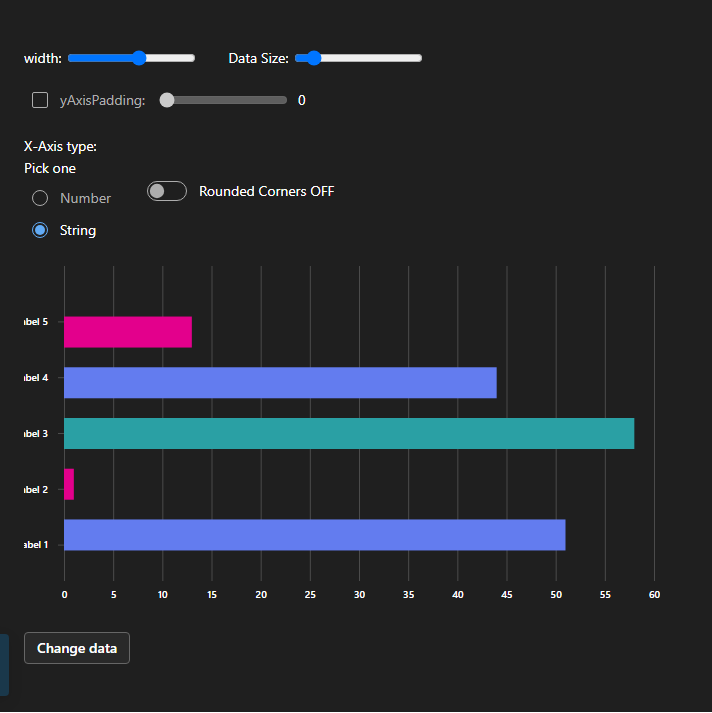 width: Data Size:
yAxisPadding: 0
X-Axis type:
Pick one
Number
Rounded Corners OFF
String
abel 5
abel 4
abel 3
abel 2
abel 1
0 5 10 15 20 25 30 35 40 45 50 55 60
Change data